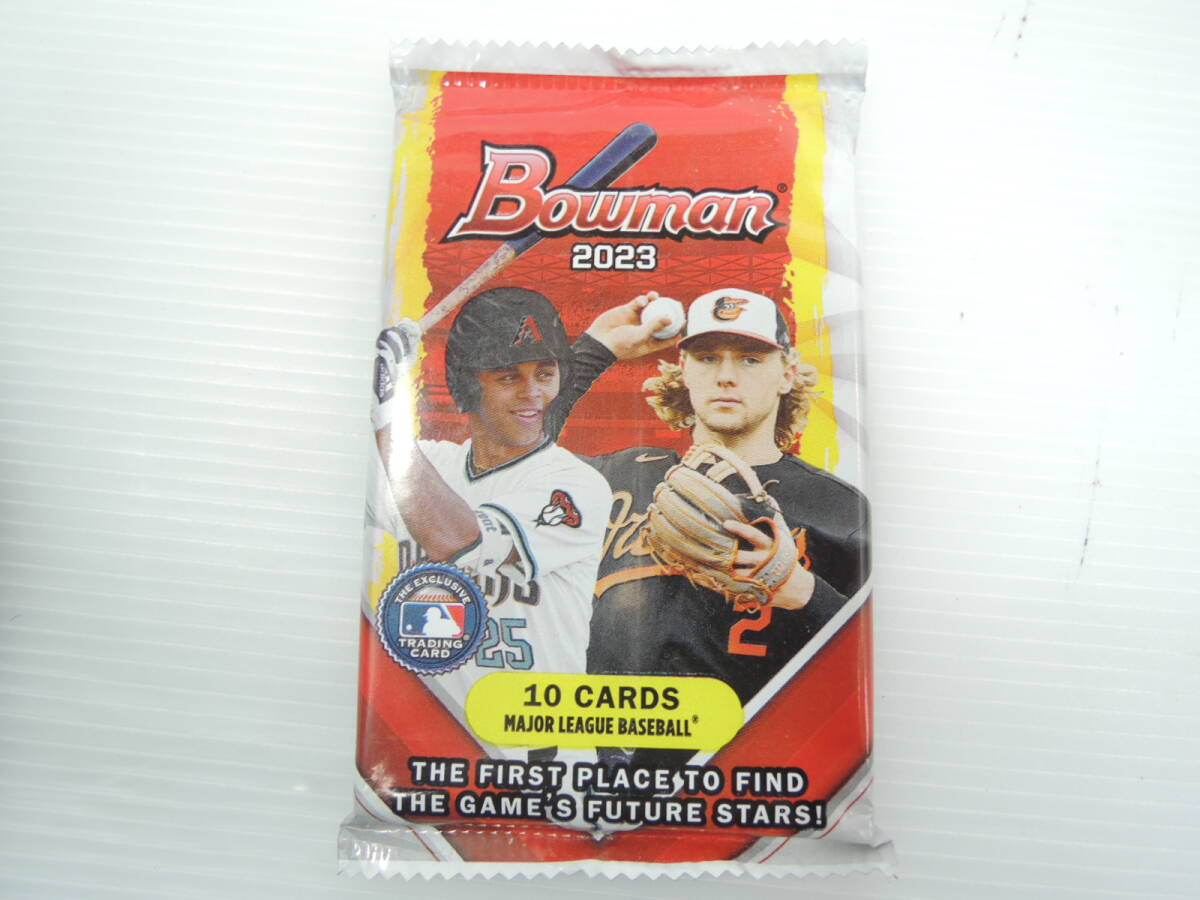 Bowman®
2023
A
THE EXCLUSIVE
TRADING
CARD
25
2
10 CARDS
MAJOR LEAGUE BASEBALL®
THE FIRST PLACE TO FIND
THE GAME'S FUTURE STARS!